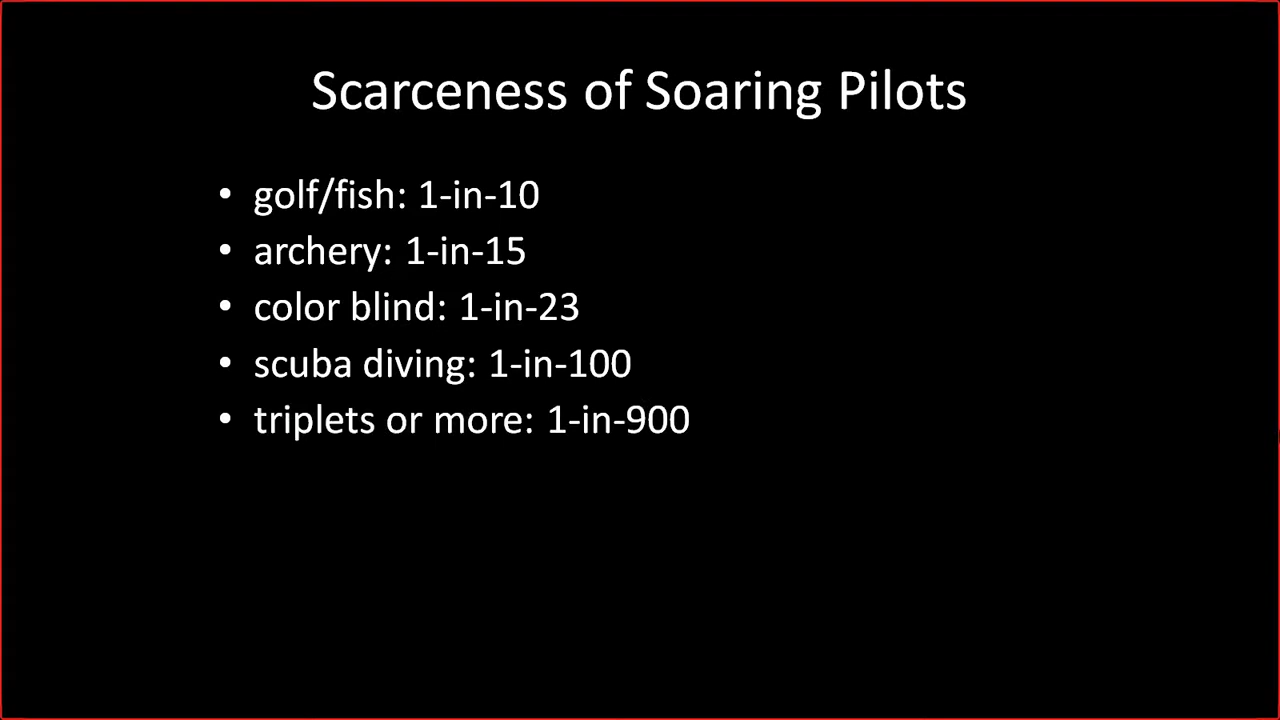 Scarceness of Soaring Pilots
• golf/fish: 1-in-10
• archery: 1-in-15
• color blind: 1-in-23
• scuba diving: 1-in-100
• triplets or more: 1-in-900